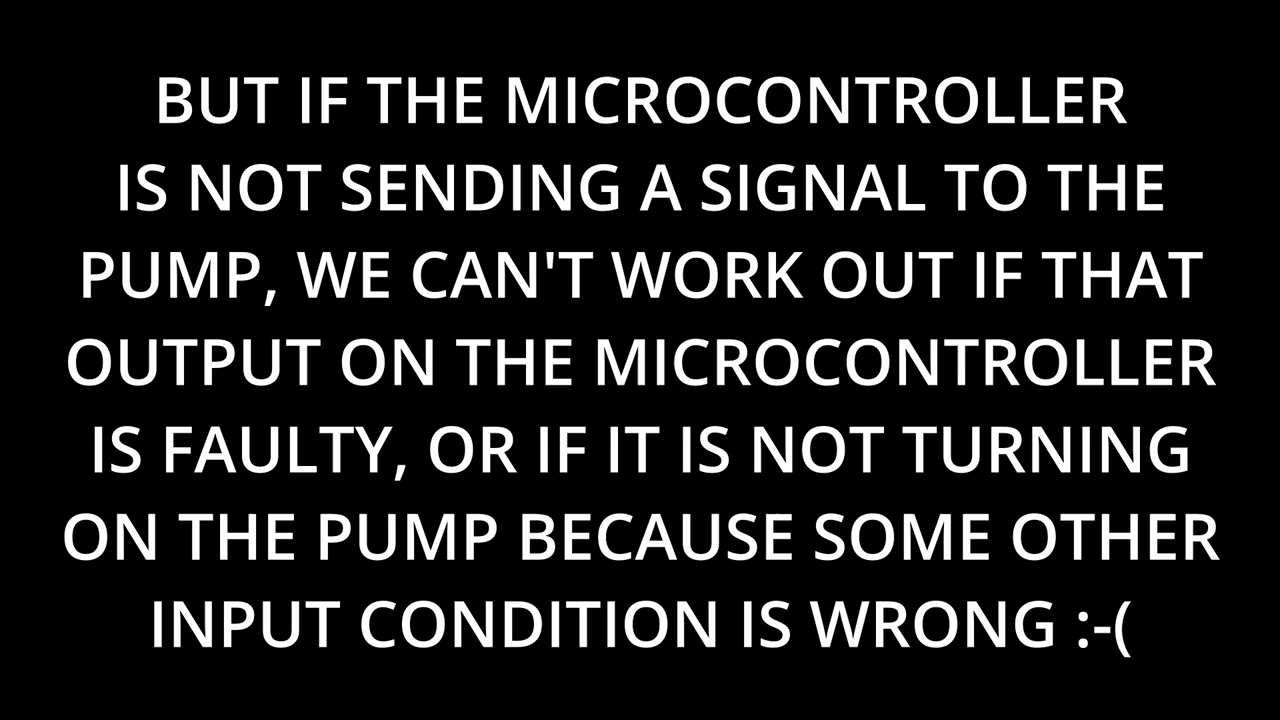 BUT IF THE MICROCONTROLLER
IS NOT SENDING A SIGNAL TO THE
PUMP, WE CAN'T WORK OUT IF THAT
OUTPUT ON THE MICROCONTROLLER
IS FAULTY, OR IF IT IS NOT TURNING
ON THE PUMP BECAUSE SOME OTHER
INPUT CONDITION IS WRONG :-(